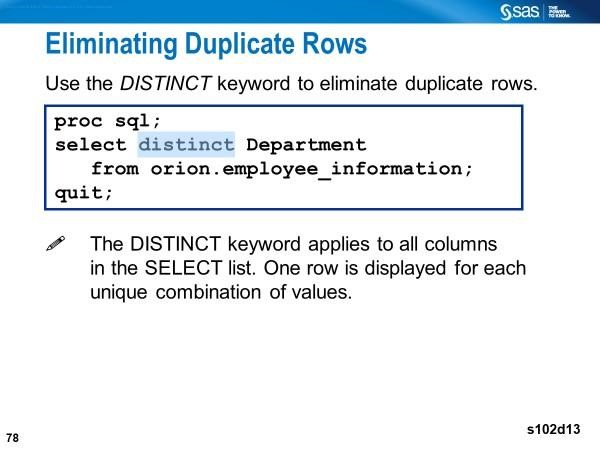 sas
THE
POWER
TO KNOW.
Eliminating Duplicate Rows
Use the DISTINCT keyword to eliminate duplicate rows.
proc sql;
select distinct Department
from orion.employee_information;
quit;
The DISTINCT keyword applies to all columns
in the SELECT list. One row is displayed for each
unique combination of values.
78
s102d13